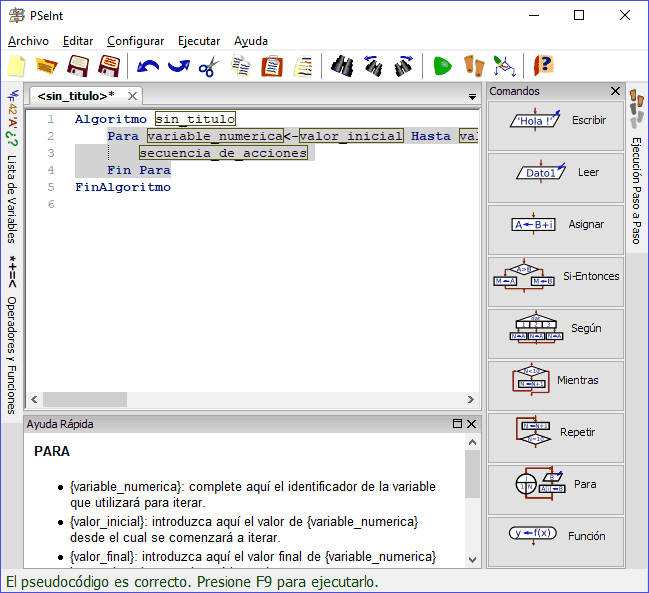 PSeInt
Archivo Editar Configurar Ejecutar Ayuda
<sin_titulo>*
1 Algoritmo sin_titulo
2 Para variable_numerica<-valor_inicial Hasta val
3 secuencia_de_acciones
4 Fin Para
5 FinAlgoritmo
6
Lista de Variables
*+=< Operadores y Funciones
Ayuda Rápida
PARA
• {variable_numerica}: complete aquí el identificador de la variable
que utilizará para iterar.
• {valor_inicial}: introduzca aquí el valor de {variable_numerica}
desde el cual se comenzará a iterar.
• {valor_final}: introduzca aquí el valor final de {variable_numerica}
Comandos
'Hola !' Escribir
Dato1 Leer
A B+i Asignar
A>B M A M B Si-Entonces
1 2 3 Según
Mientras
Repetir
Para
y f(x) Función
Ejecución Paso a Paso
El pseudocódigo es correcto. Presione F9 para ejecutarlo.